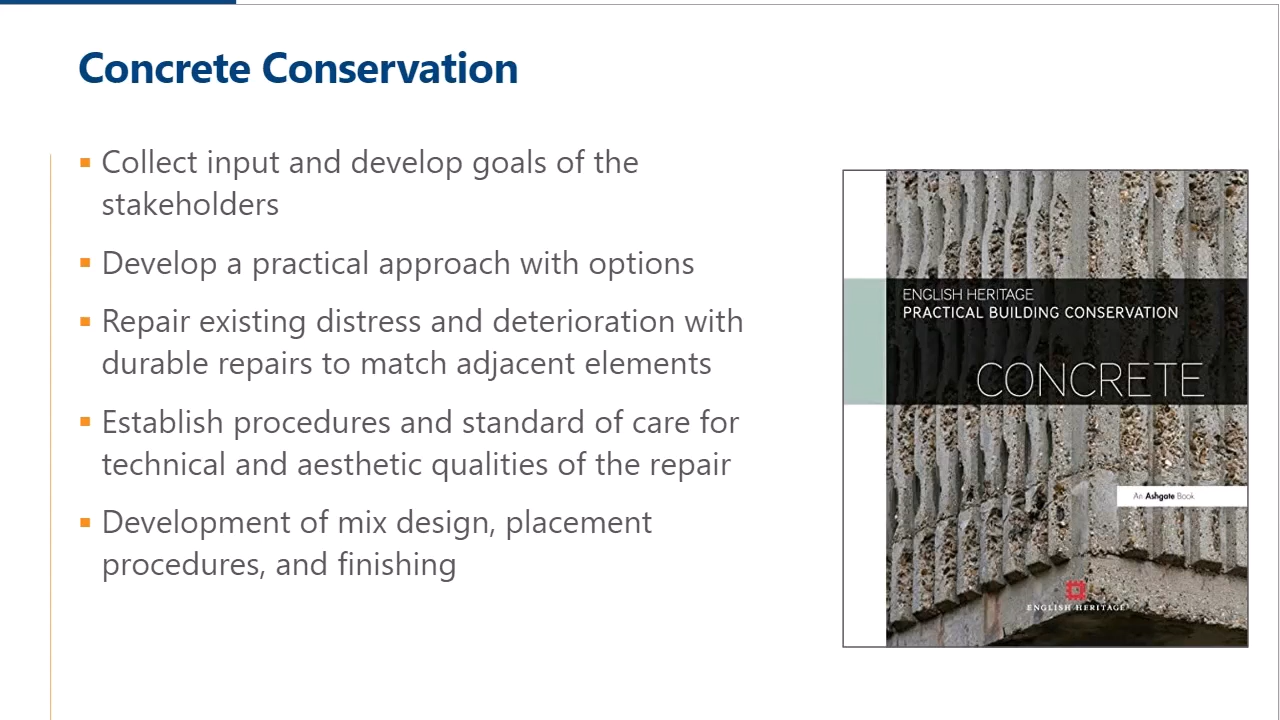 Concrete Conservation
Collect input and develop goals of the
stakeholders
Develop a practical approach with options
Repair existing distress and deterioration with
durable repairs to match adjacent elements
Establish procedures and standard of care for
technical and aesthetic qualities of the repair
Development of mix design, placement
procedures, and finishing
ENGLISH HERITAGE
PRACTICAL BUILDING CONSERVATION
CONCRETE
An Ashgate Book
ENGLISH HERITAGE